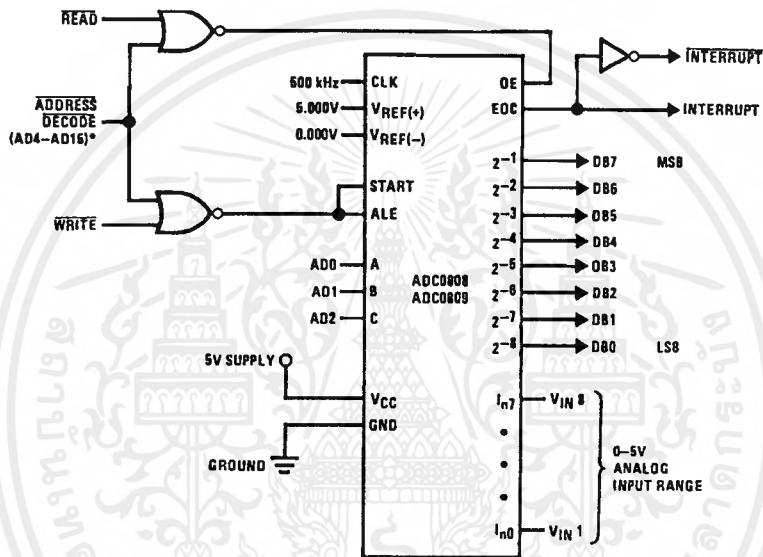 READ
ADDRESS
DECODE
(AD4–AD15)*
WRITE
500 kHz
CLK
5.000V
VREF(+)
0.000V
VREF(–)
START
ALE
AD0
A
AD1
B
AD2
C
5V SUPPLY
VCC
GND
GROUND
ADC0808
ADC0809
OE
EOC
INTERRUPT
INTERRUPT
2-1
DB7
MSB
2-2
DB6
2-3
DB5
2-4
DB4
2-5
DB3
2-6
DB2
2-7
DB1
2-8
DB0
LSB
In7
VIN 8
0–5V
ANALOG
INPUT RANGE
In0
VIN 1